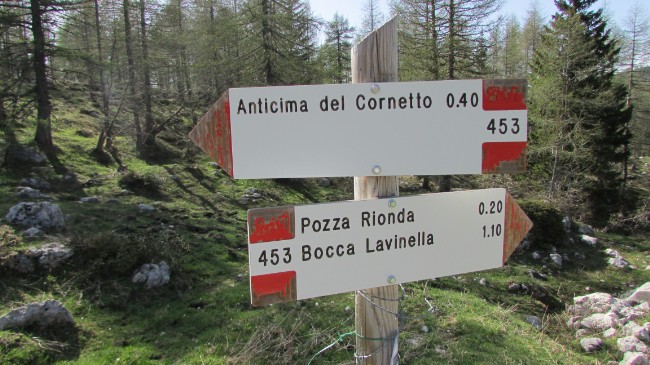 Anticima del Cornetto 0.40
453
Pozza Rionda 0.20
453 Bocca Lavinella 1.10